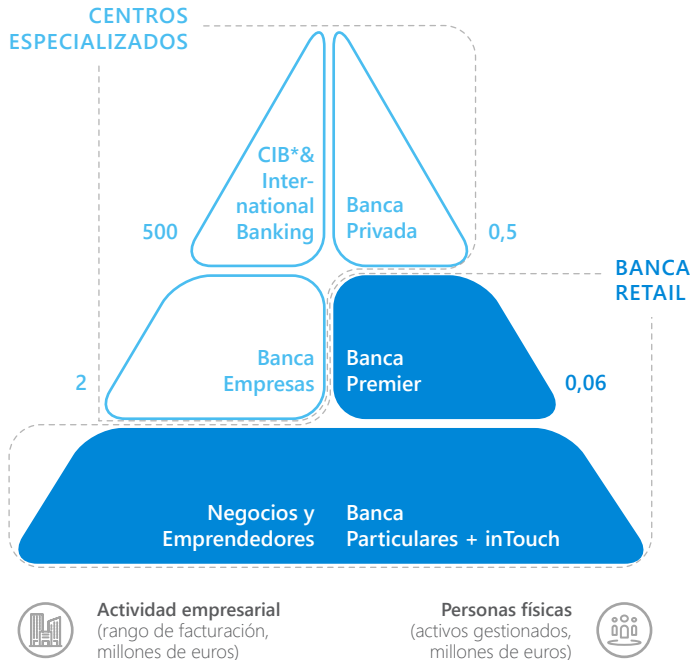 CENTROS
ESPECIALIZADOS
CIB*&
Inter-
national
Banking
Banca
Privada
500
0,5
BANCA
RETAIL
Banca
Empresas
Banca
Premier
2
0,06
Negocios y
Emprendedores
Banca
Particulares + inTouch
Actividad empresarial
(rango de facturación,
millones de euros)
Personas físicas
(activos gestionados,
millones de euros)